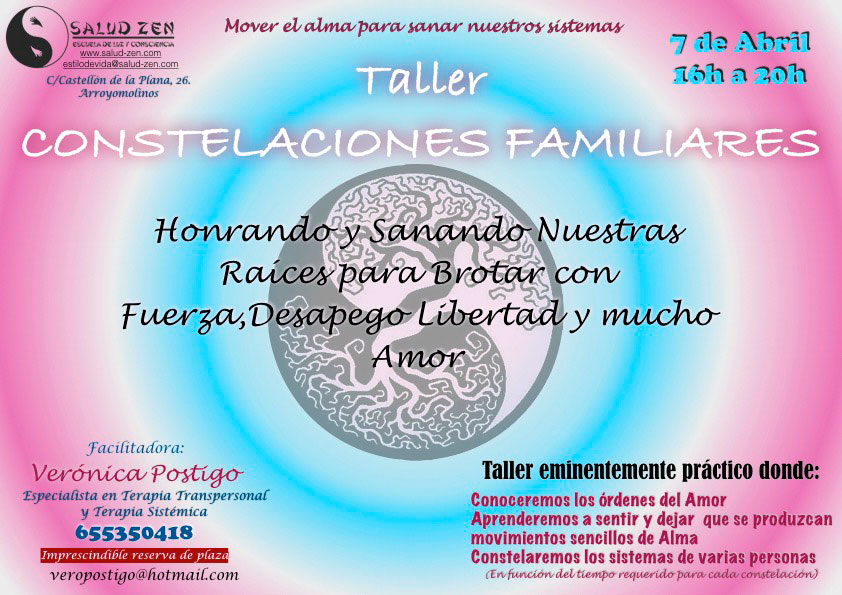 SALUD ZEN
ESCUELA DE LUZ Y CONSCIENCIA
www.salud-zen.com
estilodevida@salud-zen.com
C/Castellón de la Plana, 26.
Arroyomolinos
Mover el alma para sanar nuestros sistemas
7 de Abril
16h a 20h
Taller
CONSTELACIONES FAMILIARES
Honrando y Sanando Nuestras
Raíces para Brotar con
Fuerza,Desapego Libertad y mucho
Amor
Facilitadora:
Verónica Postigo
Especialista en Terapia Transpersonal
y Terapia Sistémica
655350418
Imprescindible reserva de plaza
veropostigo@hotmail.com
Taller eminentemente práctico donde:
Conoceremos los órdenes del Amor
Aprenderemos a sentir y dejar que se produzcan
movimientos sencillos de Alma
Constelaremos los sistemas de varias personas
(En función del tiempo requerido para cada constelación)